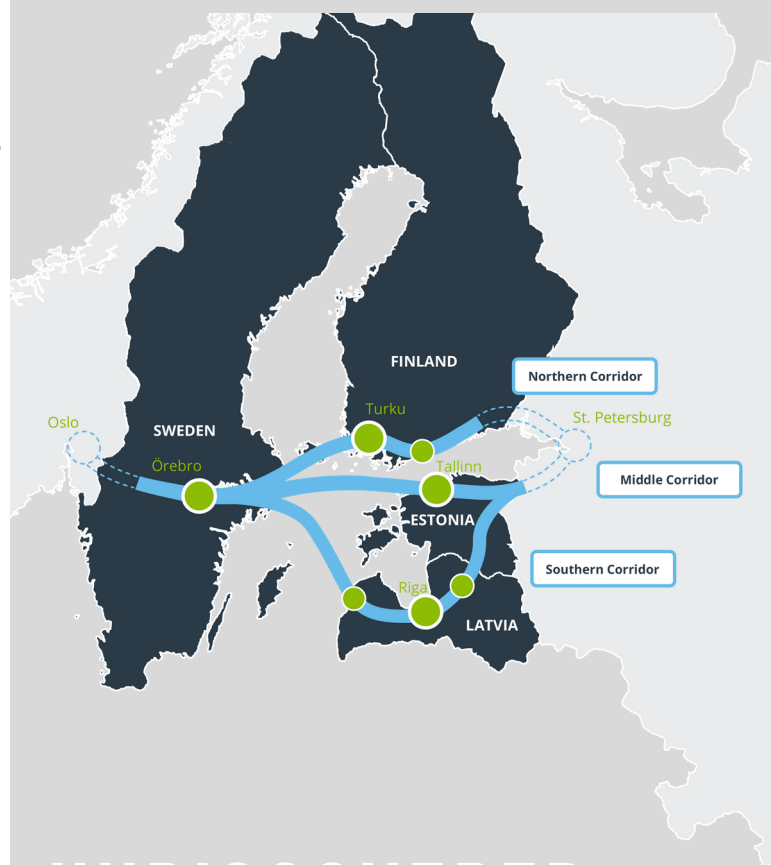 FINLAND
Northern Corridor
Turku
St. Petersburg
Oslo
SWEDEN
Örebro
Tallinn
Middle Corridor
ESTONIA
Southern Corridor
Riga
LATVIA